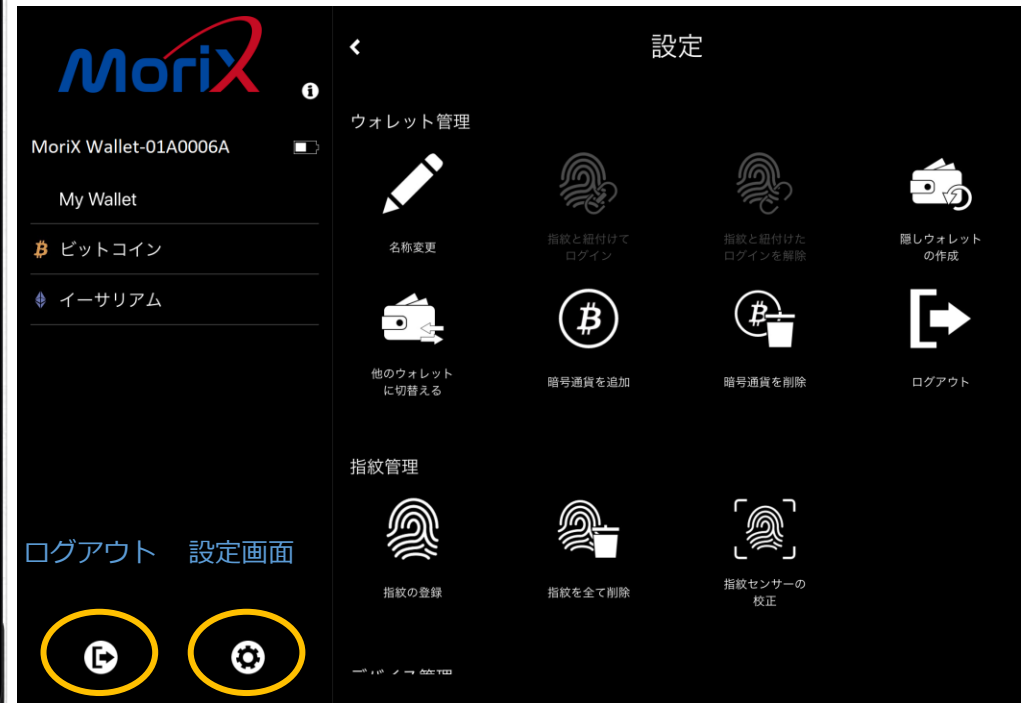 MoriX
MoriX Wallet-01A0006A
My Wallet
ビットコイン
イーサリアム
ログアウト 設定画面
設定
ウォレット管理
名称変更
指紋と紐付けて
ログイン
指紋と紐付けた
ログインを解除
隠しウォレット
の作成
他のウォレット
に切替える
暗号通貨を追加
暗号通貨を削除
ログアウト
指紋管理
指紋の登録
指紋を全て削除
指紋センサーの
校正
デバイス管理